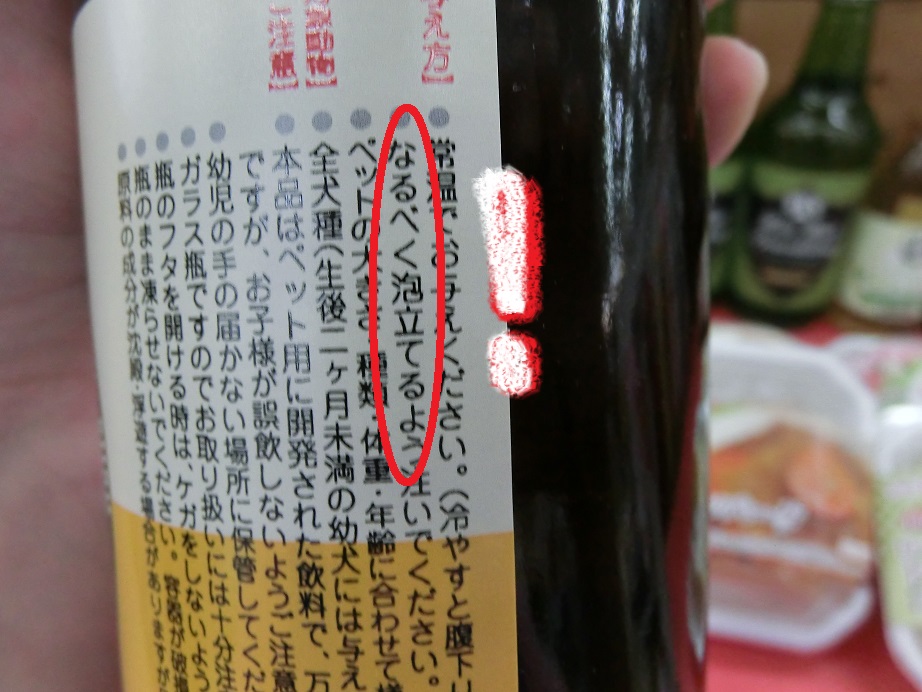 え方】
●常温でお与えください。（冷やすと腹下り
●なるべく泡立てるよう注いでください。
●ペットの大きさ・種類・体重・年齢に合わせて様
動物】
●全犬種へ生後二ヶ月未満の幼犬には与え
ご注意】
●本品はペット用に開発された飲料で、万
ですが、お子様が誤飲しないようご注意
●幼児の手の届かない場所に保管してくだ
●ガラス瓶ですのでお取り扱いには十分注
●瓶のフタを開ける時は、ケガをしないよう
●瓶のまま凍らせないでください。容器が破損
●原料の成分が沈殿・浮遊する場合がありますが